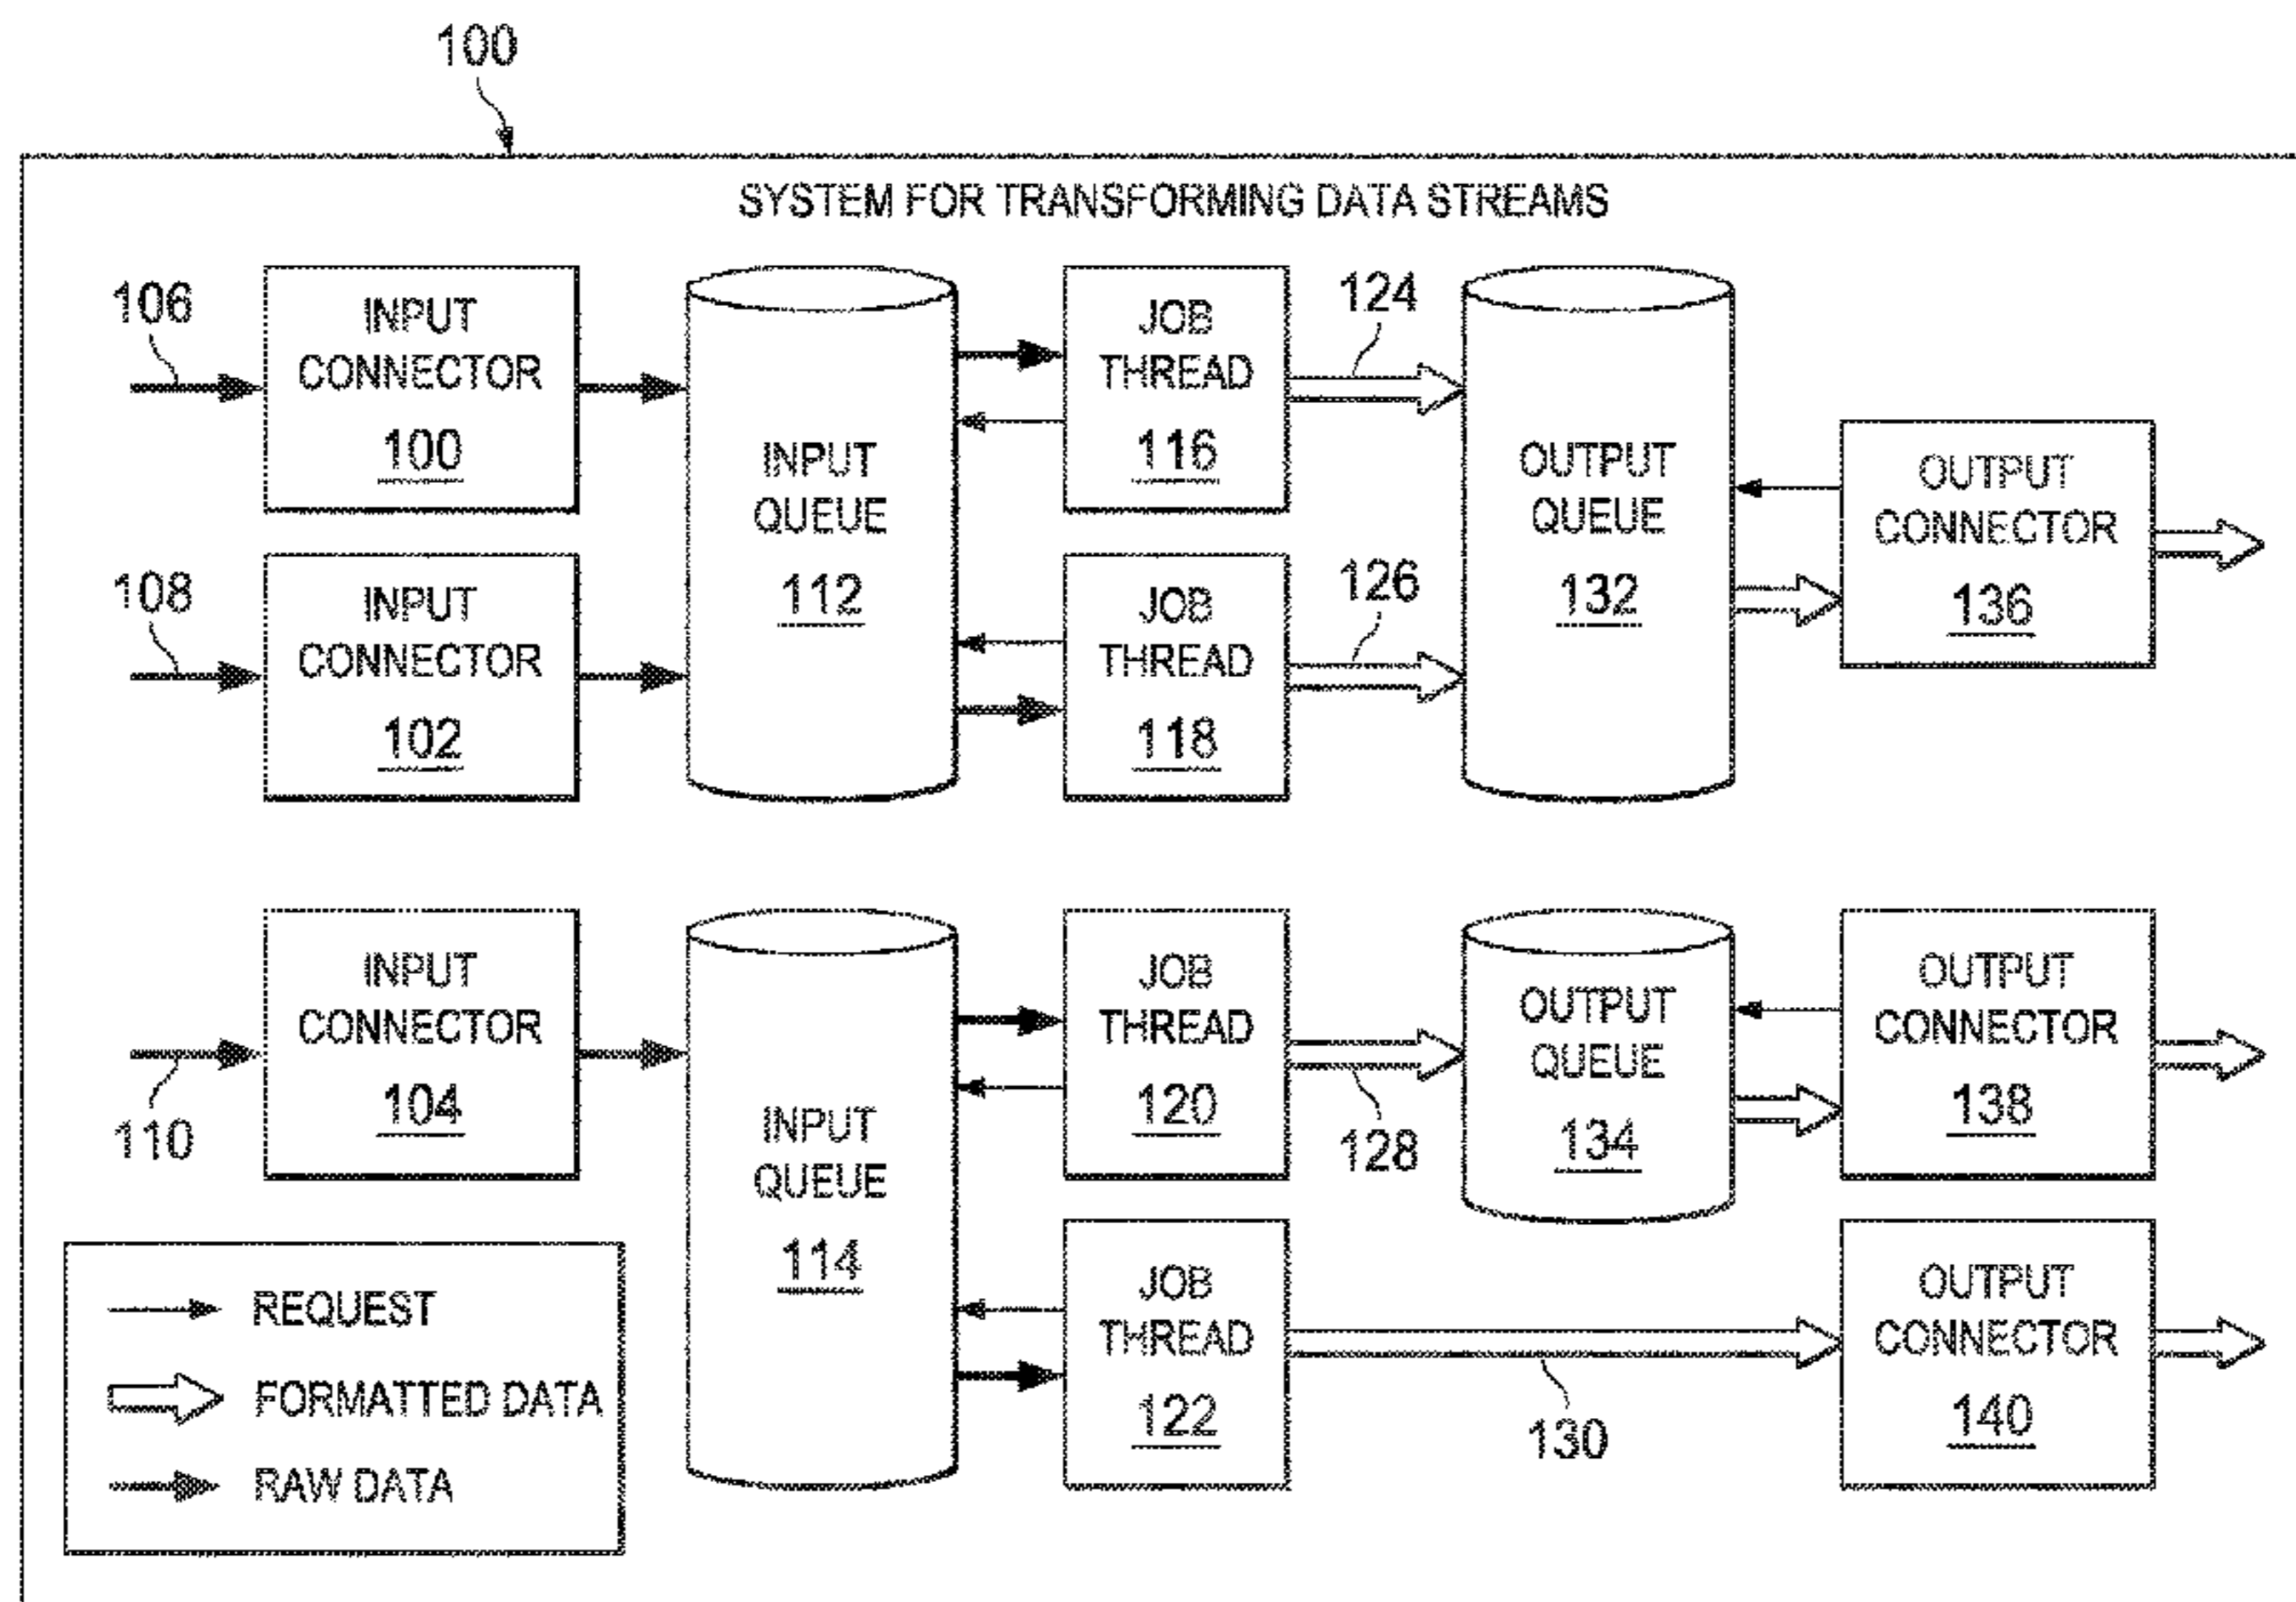 100
SYSTEM FOR TRANSFORMING DATA STREAMS
106
INPUT
CONNECTOR
100
INPUT
QUEUE
112
JOB
THREAD
116
124
OUTPUT
QUEUE
132
OUTPUT
CONNECTOR
136
108
INPUT
CONNECTOR
102
JOB
THREAD
118
126
110
INPUT
CONNECTOR
104
INPUT
QUEUE
114
JOB
THREAD
120
128
OUTPUT
QUEUE
134
OUTPUT
CONNECTOR
138
JOB
THREAD
122
130
OUTPUT
CONNECTOR
140
REQUEST
FORMATTED DATA
RAW DATA